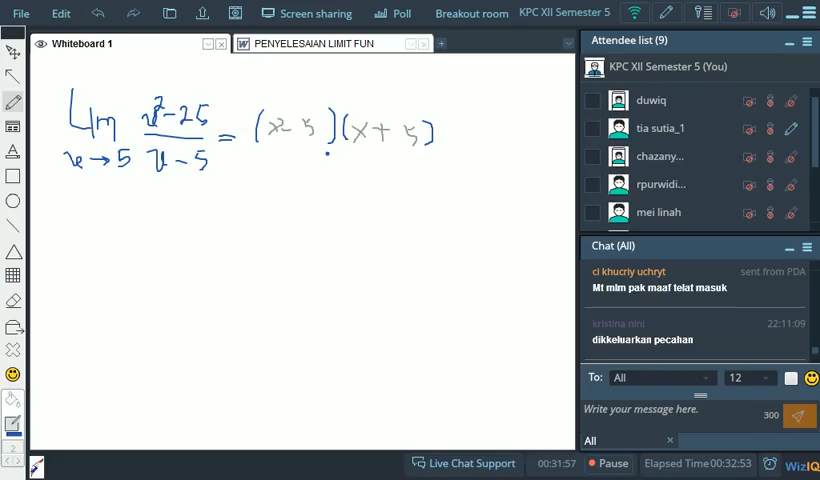 File Edit Screen sharing Poll Breakout room KPC XII Semester 5
Whiteboard 1 PENYELESAIAN LIMIT FUN
Lim x²-25 = (x-5)(x+5)
x→5 x-5
Attendee list (9)
KPC XII Semester 5 (You)
duwiq
tia sutia_1
chazany...
rpurwidi...
mei linah
Chat (All)
ci khucriy uchryt sent from PDA
Mt mlm pak maaf telat masuk
kristina nini 22:11:09
dikkeluarkan pecahan
To: All 12
Write your message here. 300
All
2
Live Chat Support 00:31:57 Pause Elapsed Time 00:32:53 WizIQ